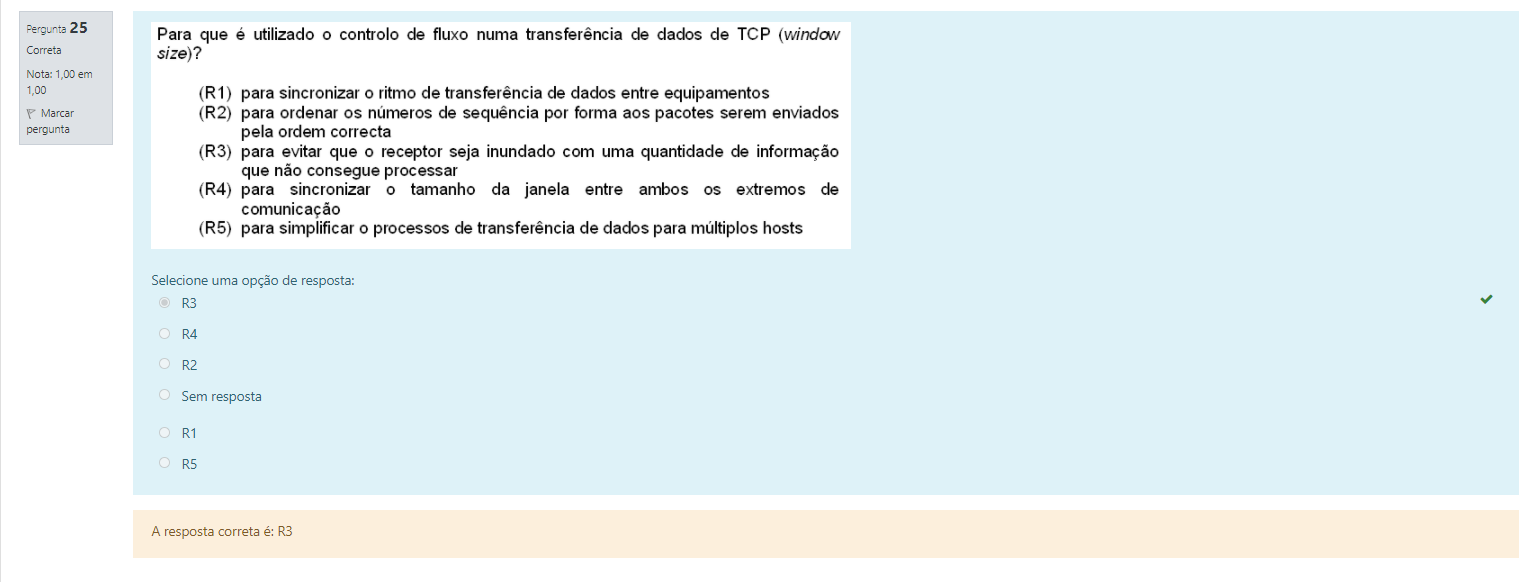 Pergunta 25
Correta
Nota: 1,00 em
1,00
Marcar
pergunta
Para que é utilizado o controlo de fluxo numa transferência de dados de TCP (window
size)?
(R1) para sincronizar o ritmo de transferência de dados entre equipamentos
(R2) para ordenar os números de sequência por forma aos pacotes serem enviados
pela ordem correcta
(R3) para evitar que o receptor seja inundado com uma quantidade de informação
que não consegue processar
(R4) para sincronizar o tamanho da janela entre ambos os extremos de
comunicação
(R5) para simplificar o processos de transferência de dados para múltiplos hosts
Selecione uma opção de resposta:
R3
R4
R2
Sem resposta
R1
R5
A resposta correta é: R3